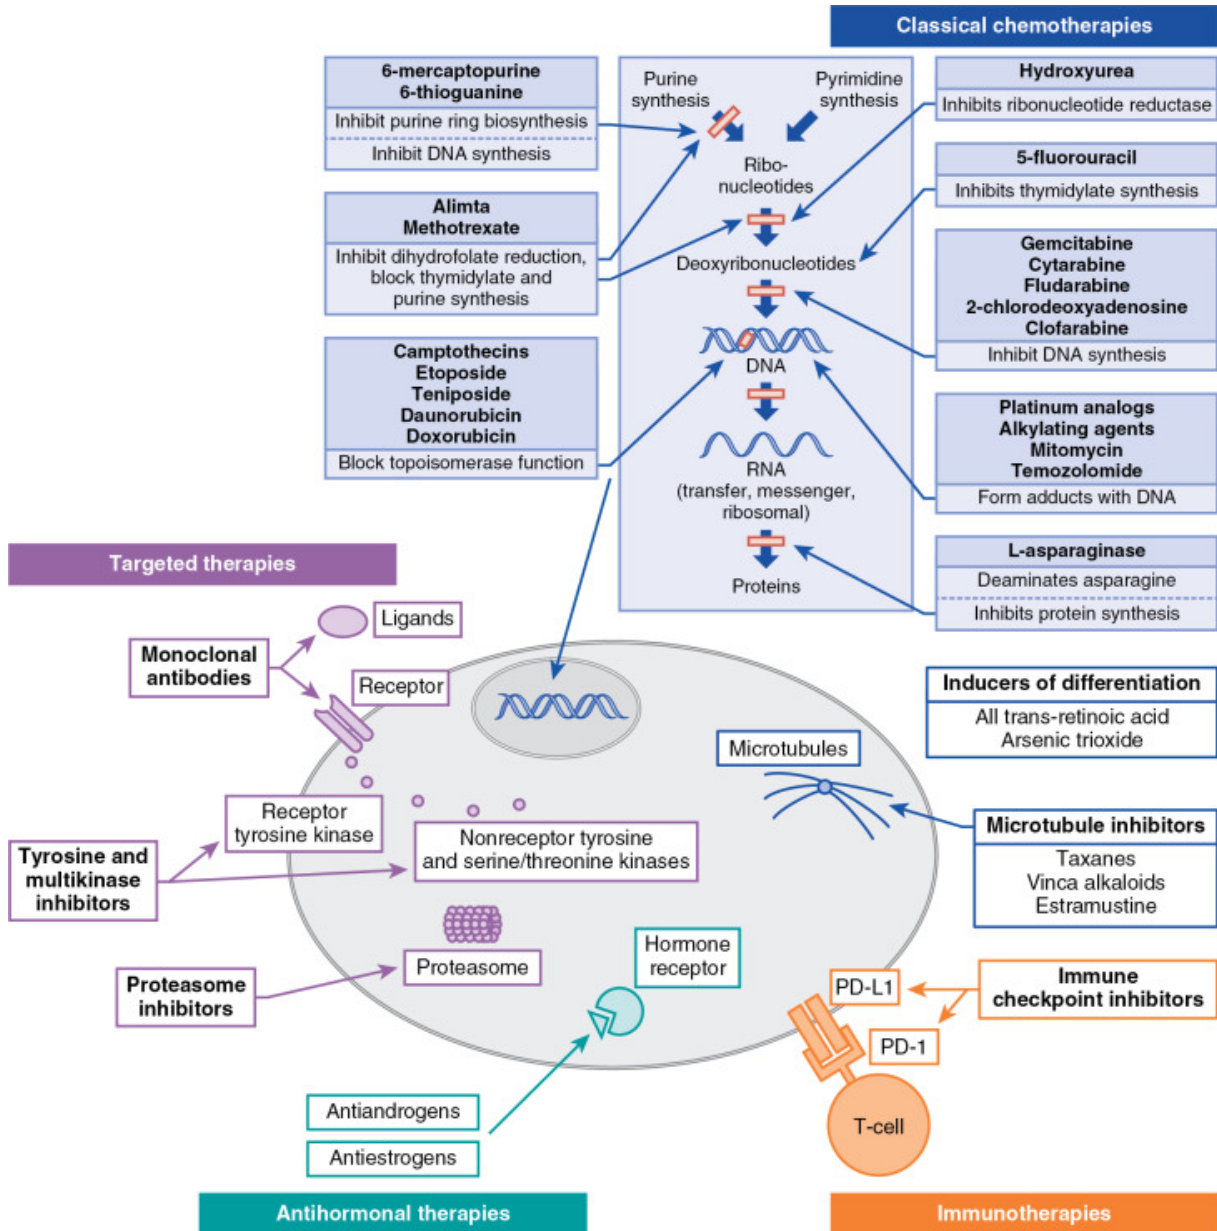 Classical chemotherapies
6-mercaptopurine
6-thioguanine
Inhibit purine ring biosynthesis
Inhibit DNA synthesis
Alimta
Methotrexate
Inhibit dihydrofolate reduction,
block thymidylate and
purine synthesis
Camptothecins
Etoposide
Teniposide
Daunorubicin
Doxorubicin
Block topoisomerase function
Purine
synthesis
Pyrimidine
synthesis
Ribo-
nucleotides
Deoxyribonucleotides
DNA
RNA
(transfer, messenger,
ribosomal)
Proteins
Hydroxyurea
Inhibits ribonucleotide reductase
5-fluorouracil
Inhibits thymidylate synthesis
Gemcitabine
Cytarabine
Fludarabine
2-chlorodeoxyadenosine
Clofarabine
Inhibit DNA synthesis
Platinum analogs
Alkylating agents
Mitomycin
Temozolomide
Form adducts with DNA
L-asparaginase
Deaminates asparagine
Inhibits protein synthesis
Targeted therapies
Ligands
Monoclonal
antibodies
Receptor
Receptor
tyrosine kinase
Nonreceptor tyrosine
and serine/threonine kinases
Tyrosine and
multikinase
inhibitors
Proteasome
Proteasome
inhibitors
Hormone
receptor
Microtubules
Inducers of differentiation
All trans-retinoic acid
Arsenic trioxide
Microtubule inhibitors
Taxanes
Vinca alkaloids
Estramustine
PD-L1
Immune
checkpoint inhibitors
PD-1
T-cell
Antiandrogens
Antiestrogens
Antihormonal therapies
Immunotherapies